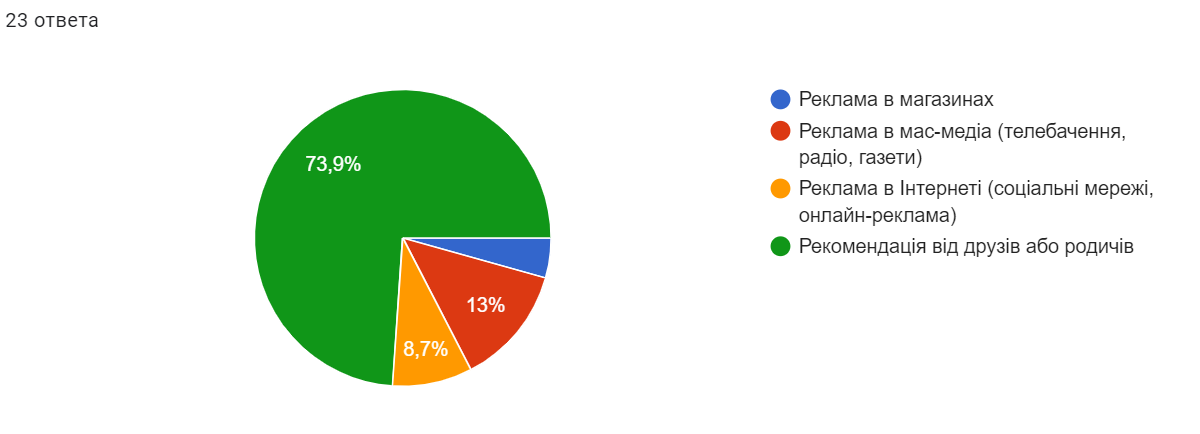 23 ответа
73,9%
13%
8,7%
Реклама в магазинах
Реклама в мас-медіа (телебачення,
радіо, газети)
Реклама в Інтернеті (соціальні мережі,
онлайн-реклама)
Рекомендація від друзів або родичів